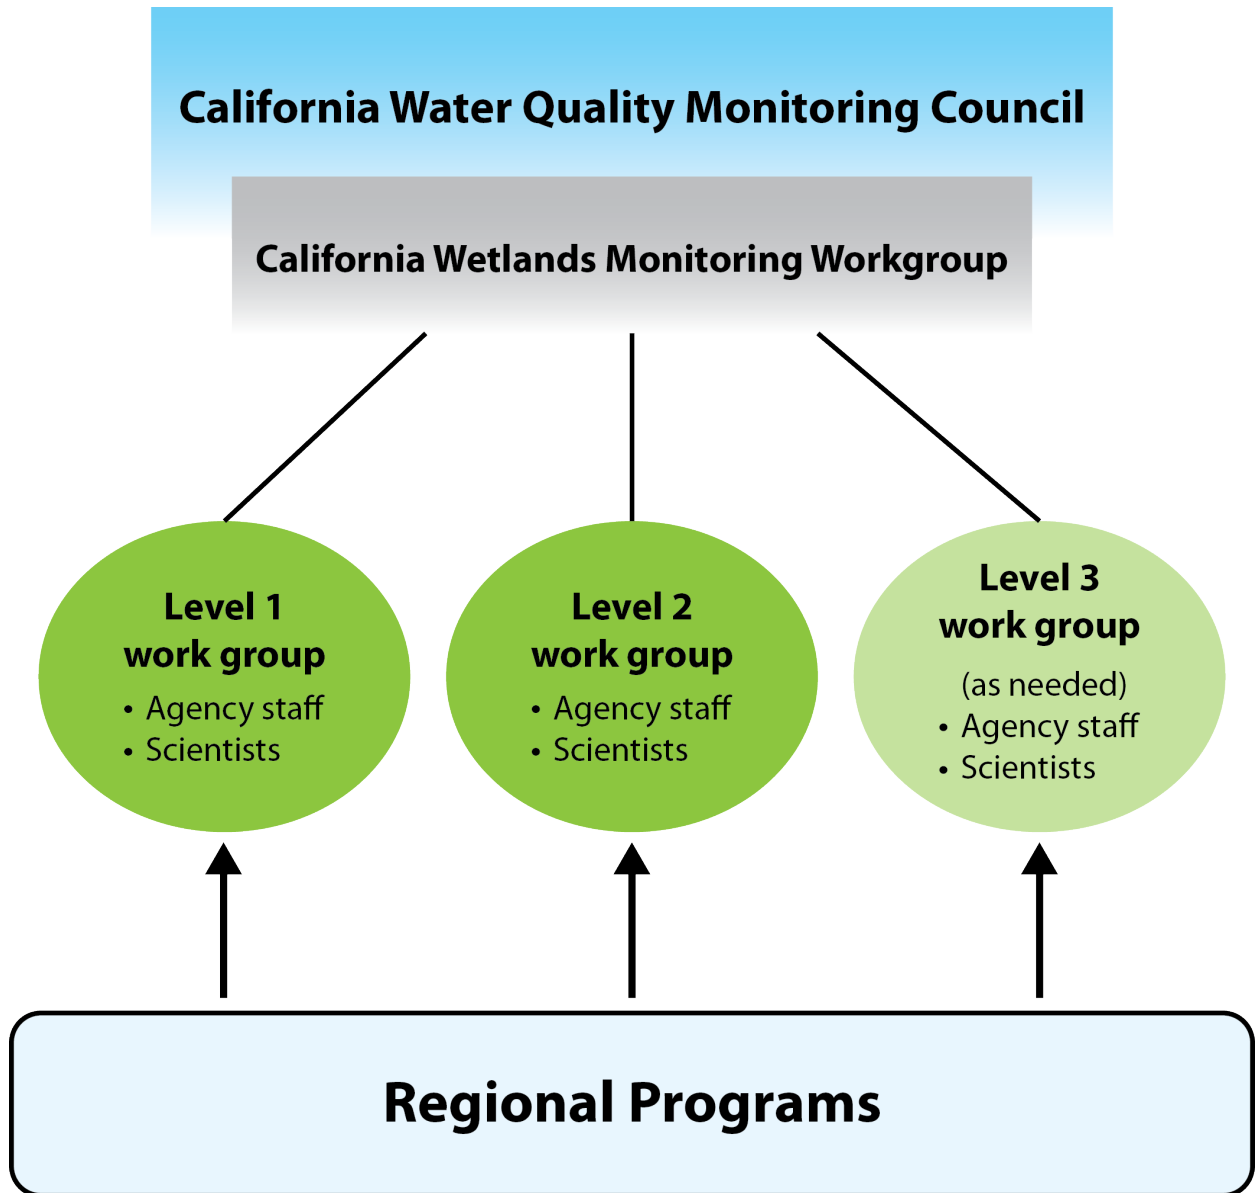 California Water Quality Monitoring Council
California Wetlands Monitoring Workgroup
Level 1
work group
• Agency staff
• Scientists
Level 2
work group
• Agency staff
• Scientists
Level 3
work group
(as needed)
• Agency staff
• Scientists
Regional Programs